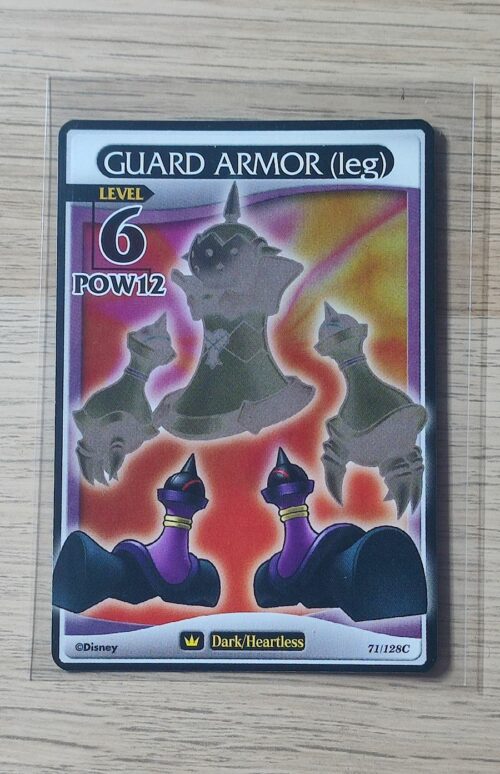 GUARD ARMOR (leg)
LEVEL
6
POW12
©Disney
Dark/Heartless
71/128C